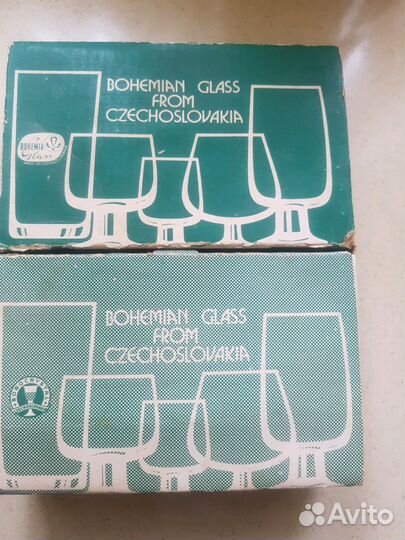 BOHEMIAN GLASS
FROM
CZECHOSLOVAKIA
BOHEMIA
Glass
BOHEMIAN GLASS
FROM
CZECHOSLOVAKIA
Avito